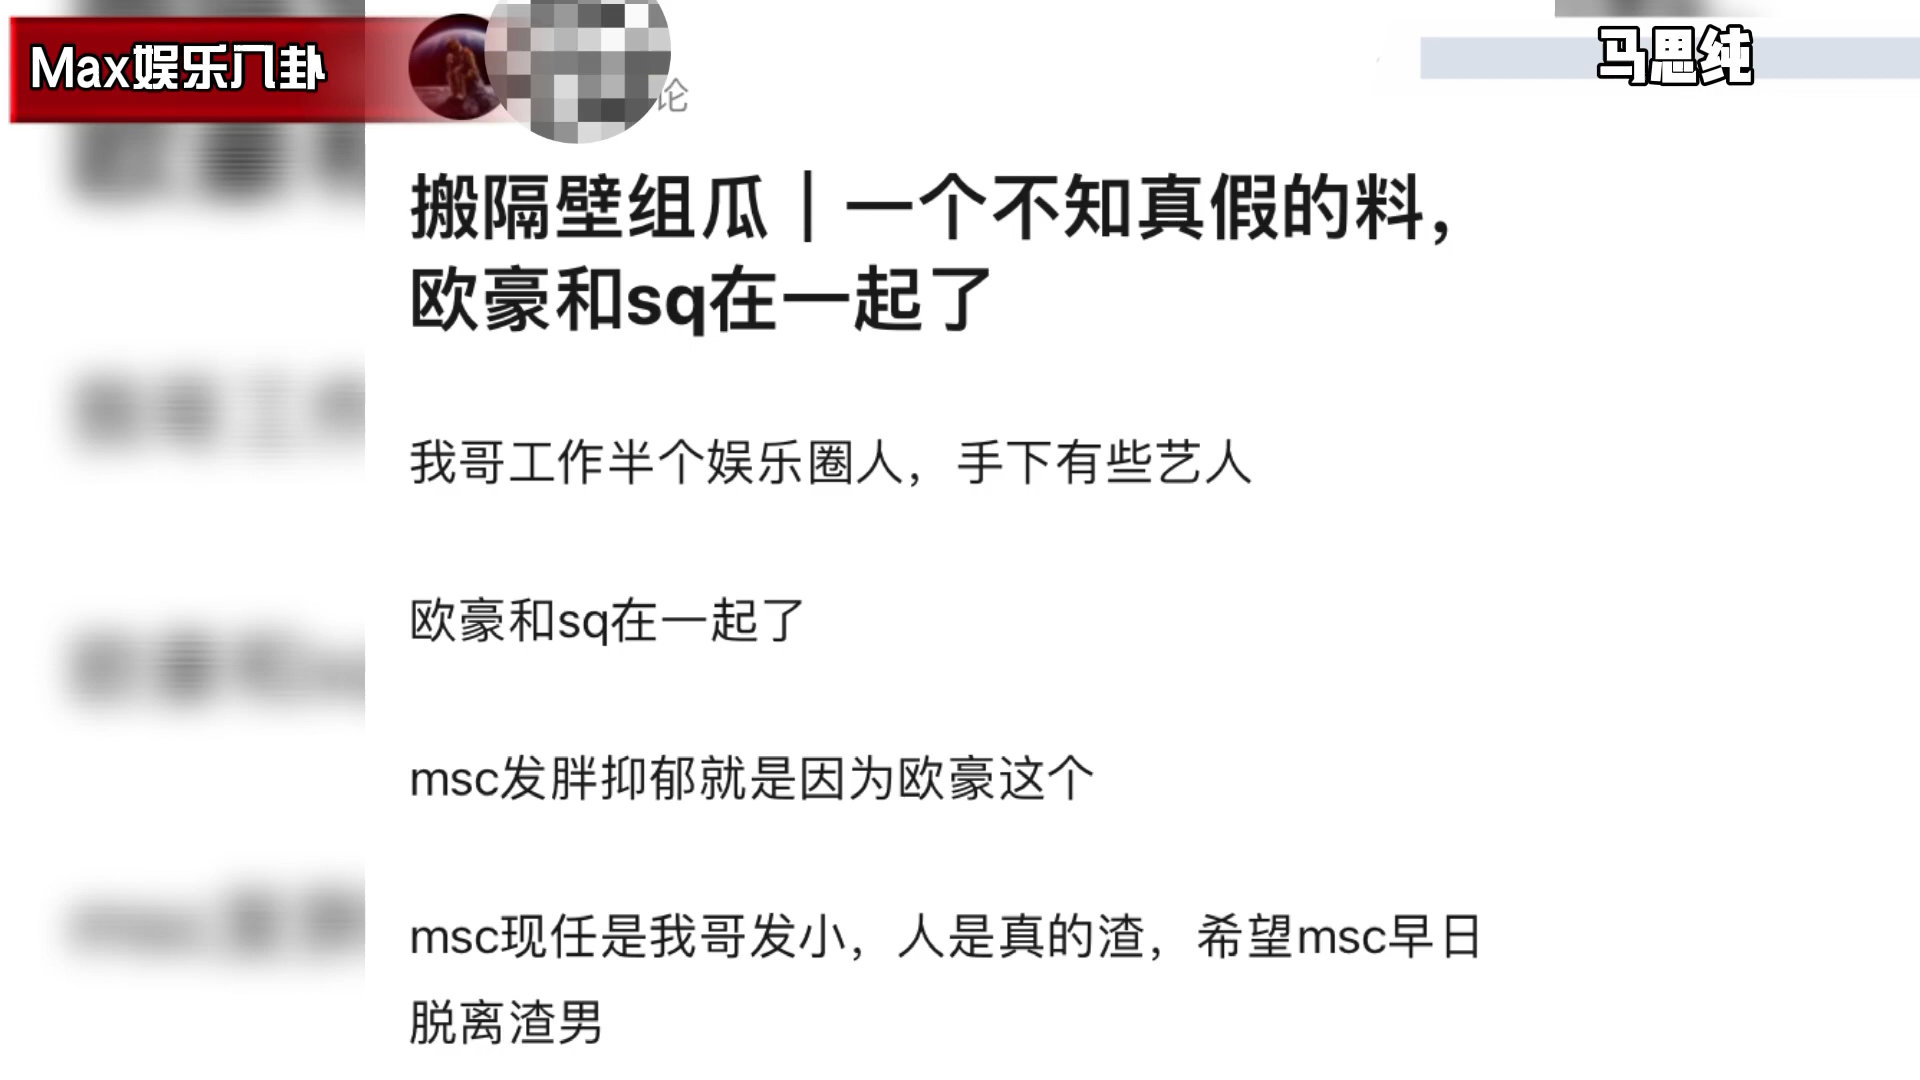 Max娱乐八卦
马思纯
论
搬隔壁组瓜｜一个不知真假的料，
欧豪和sq在一起了
我哥工作半个娱乐圈人，手下有些艺人
欧豪和sq在一起了
msc发胖抑郁就是因为欧豪这个
msc现任是我哥发小，人是真的渣，希望msc早日
脱离渣男